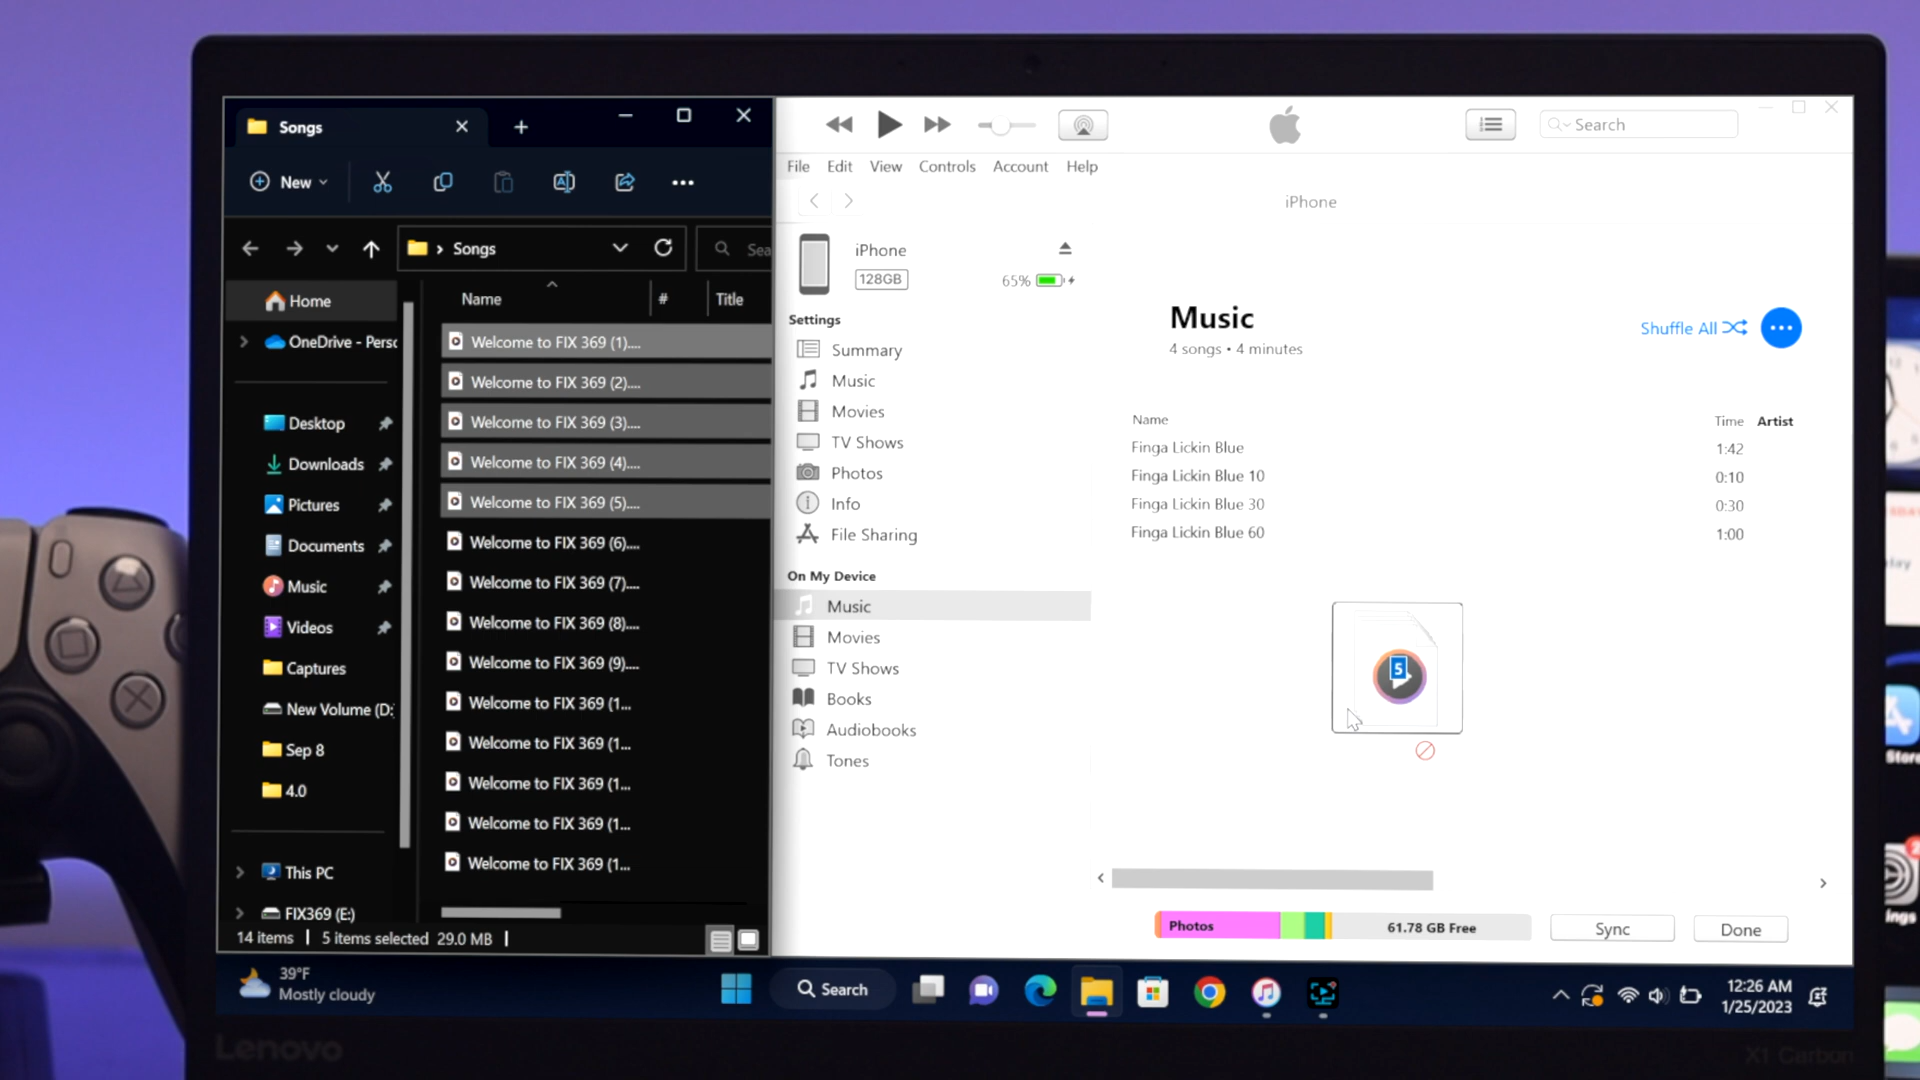 Songs
New
Songs
Sea
Name
#
Title
Home
OneDrive - Perso
Desktop
Downloads
Pictures
Documents
Music
Videos
Captures
New Volume (D:
Sep 8
4.0
This PC
FIX369 (E:)
Welcome to FIX 369 (1)....
Welcome to FIX 369 (2)....
Welcome to FIX 369 (3)....
Welcome to FIX 369 (4)....
Welcome to FIX 369 (5)....
Welcome to FIX 369 (6)....
Welcome to FIX 369 (7)....
Welcome to FIX 369 (8)....
Welcome to FIX 369 (9)....
Welcome to FIX 369 (1...
Welcome to FIX 369 (1...
Welcome to FIX 369 (1...
Welcome to FIX 369 (1...
Welcome to FIX 369 (1...
14 items
5 items selected 29.0 MB
Search
File Edit View Controls Account Help
iPhone
iPhone
128GB
65%
Settings
Summary
Music
Movies
TV Shows
Photos
Info
File Sharing
On My Device
Music
Movies
TV Shows
Books
Audiobooks
Tones
Music
4 songs • 4 minutes
Shuffle All
Name Time Artist
Finga Lickin Blue 1:42
Finga Lickin Blue 10 0:10
Finga Lickin Blue 30 0:30
Finga Lickin Blue 60 1:00
5
Photos
61.78 GB Free
Sync
Done
39°F
Mostly cloudy
Search
12:26 AM
1/25/2023
Lenovo
X1 Carbon
Store
ings